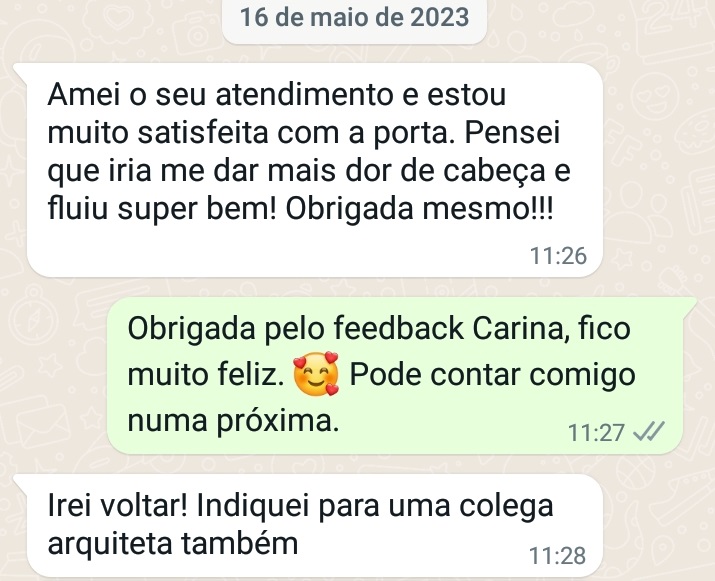 16 de maio de 2023
Amei o seu atendimento e estou
muito satisfeita com a porta. Pensei
que iria me dar mais dor de cabeça e
fluiu super bem! Obrigada mesmo!!!
11:26
Obrigada pelo feedback Carina, fico
muito feliz. 🥰 Pode contar comigo
numa próxima.
11:27
Irei voltar! Indiquei para uma colega
arquiteta também
11:28